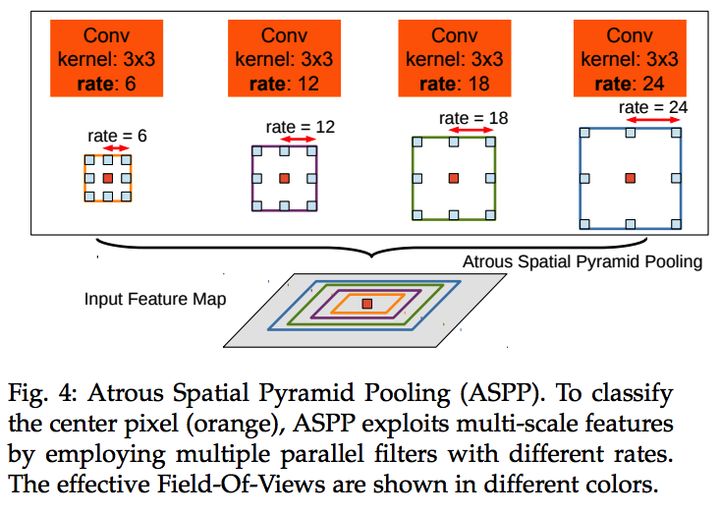 Conv
kernel: 3x3
rate: 6
Conv
kernel: 3x3
rate: 12
Conv
kernel: 3x3
rate: 18
Conv
kernel: 3x3
rate: 24
rate = 6
rate = 12
rate = 18
rate = 24
Atrous Spatial Pyramid Pooling
Input Feature Map
Fig. 4: Atrous Spatial Pyramid Pooling (ASPP). To classify
the center pixel (orange), ASPP exploits multi-scale features
by employing multiple parallel filters with different rates.
The effective Field-Of-Views are shown in different colors.